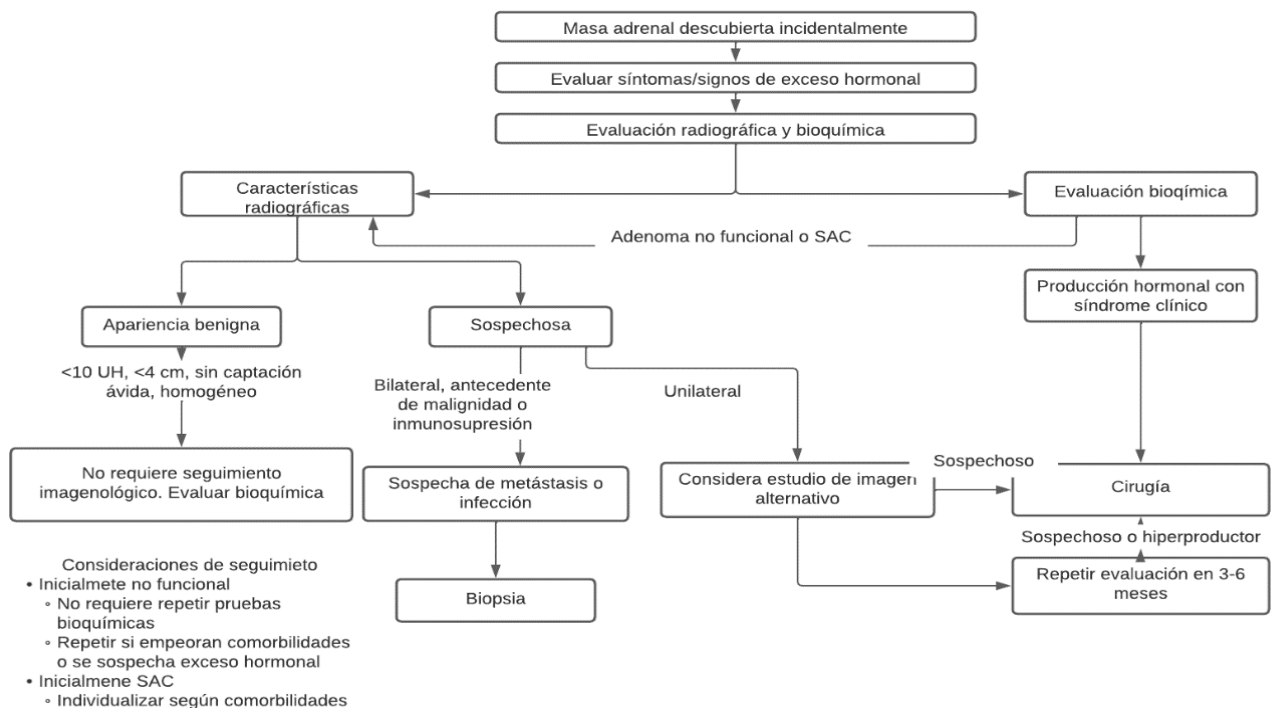 Masa adrenal descubierta incidentalmente
Evaluar síntomas/signos de exceso hormonal
Evaluación radiográfica y bioquímica
Características
radiográficas
Evaluación bioqímica
Adenoma no funcional o SAC
Producción hormonal con
síndrome clínico
Apariencia benigna
Sospechosa
<10 UH, <4 cm, sin captación
ávida, homogéneo
Bilateral, antecedente
de malignidad o
inmunosupresión
Unilateral
No requiere seguimiento
imagenológico. Evaluar bioquímica
Sospecha de metástasis o
infección
Considera estudio de imagen
alternativo
Sospechoso
Cirugía
Sospechoso o hiperproductor
Repetir evaluación en 3-6
meses
Biopsia
Consideraciones de seguimieto
• Inicialmete no funcional
◦ No requiere repetir pruebas
bioquímicas
◦ Repetir si empeoran comorbilidades
o se sospecha exceso hormonal
• Inicialmene SAC
◦ Individualizar según comorbilidades